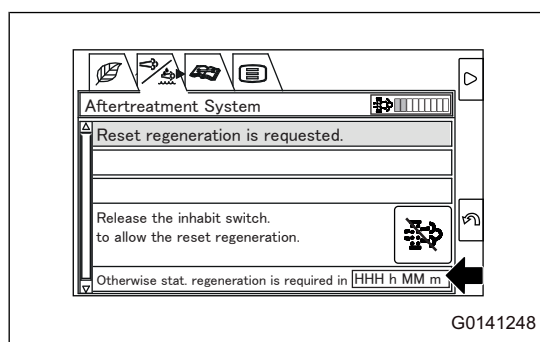 Aftertreatment System
Reset regeneration is requested.
Release the inhabit switch.
to allow the reset regeneration.
Otherwise stat. regeneration is required in HHH h MM m
G0141248